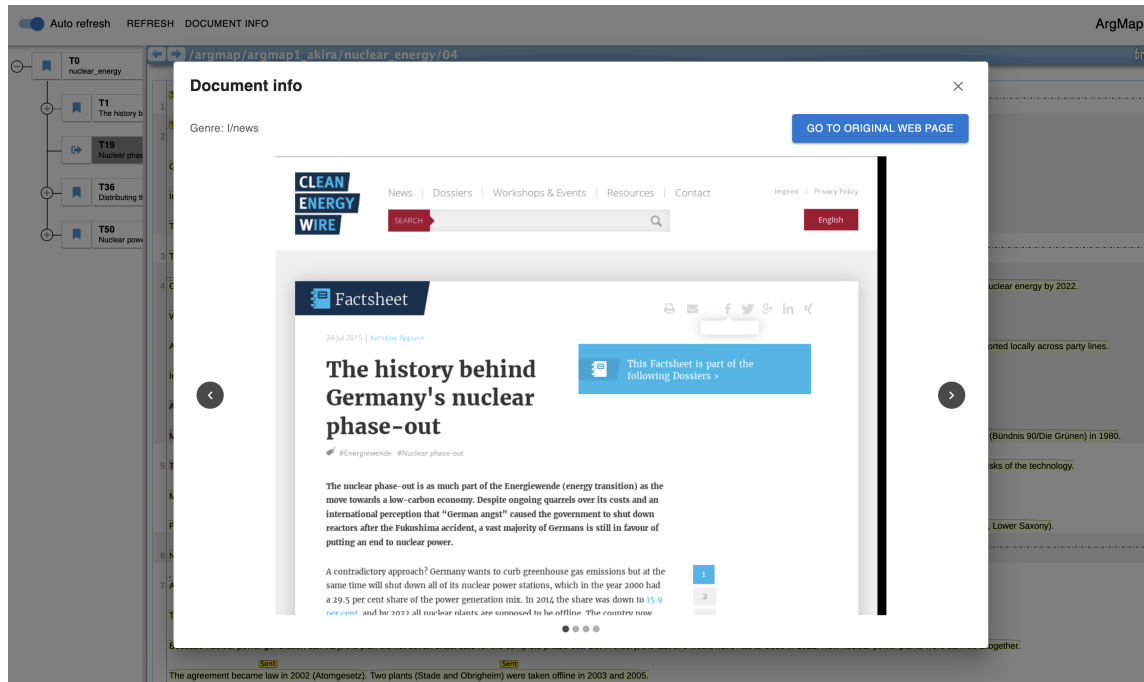 Auto refresh REFRESH DOCUMENT INFO ArgMap
T0
nuclear_energy
/argmap/argmap1_akira/nuclear_energy/04
T1
The history b
T19
Nuclear phas
T36
Distributing th
T50
Nuclear powe
Document info
Genre: I/news
GO TO ORIGINAL WEB PAGE
CLEAN
ENERGY
WIRE
News | Dossiers | Workshops & Events | Resources | Contact
Imprint | Privacy Policy
SEARCH
English
Factsheet
24 Jul 2015 | Kerstine Appunn
The history behind
Germany's nuclear
phase-out
This Factsheet is part of the
following Dossiers ›
#Energiewende #Nuclear phase-out
The nuclear phase-out is as much part of the Energiewende (energy transition) as the
move towards a low-carbon economy. Despite ongoing quarrels over its costs and an
international perception that “German angst” caused the government to shut down
reactors after the Fukushima accident, a vast majority of Germans is still in favour of
putting an end to nuclear power.
A contradictory approach? Germany wants to curb greenhouse gas emissions but at the
same time will shut down all of its nuclear power stations, which in the year 2000 had
a 29.5 per cent share of the power generation mix. In 2014 the share was down to 15.9
per cent, and by 2022 all nuclear plants are supposed to be offline. The country now
1
2
1
2
3
4
5
6
7
uclear energy by 2022.
orted locally across party lines.
(Bündnis 90/Die Grünen) in 1980.
sks of the technology.
, Lower Saxony).
ogether.
Sent Sent
The agreement became law in 2002 (Atomgesetz). Two plants (Stade and Obrigheim) were taken offline in 2003 and 2005.